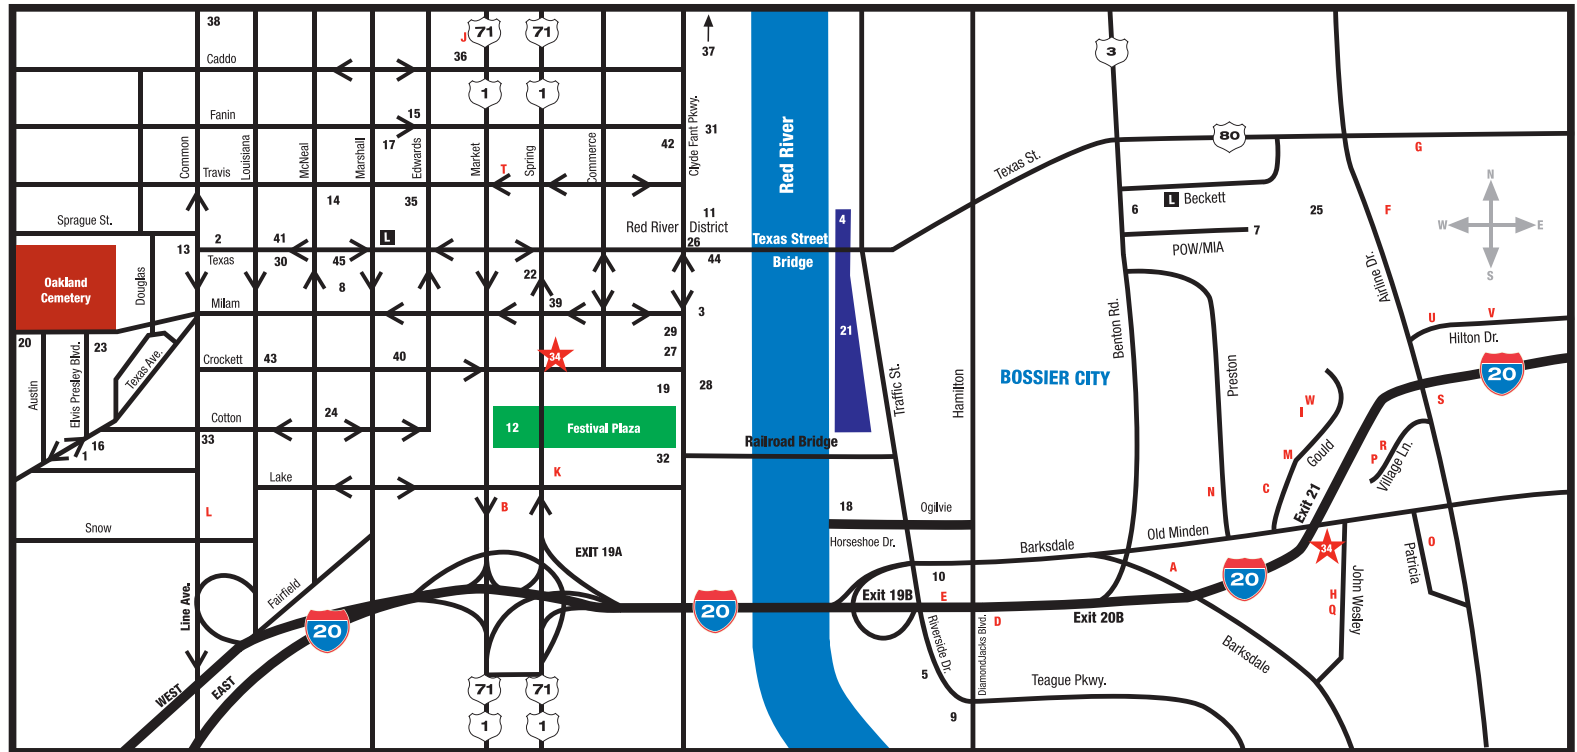 38
J
71
71
37
3
Caddo
36
1
1
Fanin
15
Clyde Fant Pkwy.
31
80
G
Common
Louisiana
McNeal
Marshall
17
Edwards
Market
Spring
Commerce
42
Red River
Texas St.
Travis
T
N
W
E
S
14
35
L
Beckett
6
25
F
Sprague St.
11
4
Red River
District
7
POW/MIA
13
2
41
L
26
Texas Street
Bridge
Texas
30
45
44
Airline Dr.
Oakland
Cemetery
Douglas
8
22
Milam
39
3
21
Benton Rd.
U
V
Hilton Dr.
20
23
29
27
Crockett
43
40
34
BOSSIER CITY
20
Austin
Elvis Presley Blvd.
Texas Ave.
19
28
Traffic St.
Hamilton
Preston
W
I
S
Cotton
24
12
Festival Plaza
Railroad Bridge
16
1
33
32
M
Gould
R
P
Village Ln.
Lake
K
N
C
Exit 21
L
B
18
Ogilvie
Snow
EXIT 19A
Horseshoe Dr.
Barksdale
Old Minden
34
Patricia
O
Line Ave.
Fairfield
10
A
20
E
Exit 19B
John Wesley
H
Q
20
20
D
Exit 20B
Riverside Dr.
DiamondJacks Blvd.
Barksdale
WEST
EAST
71
71
5
Teague Pkwy.
1
1
9